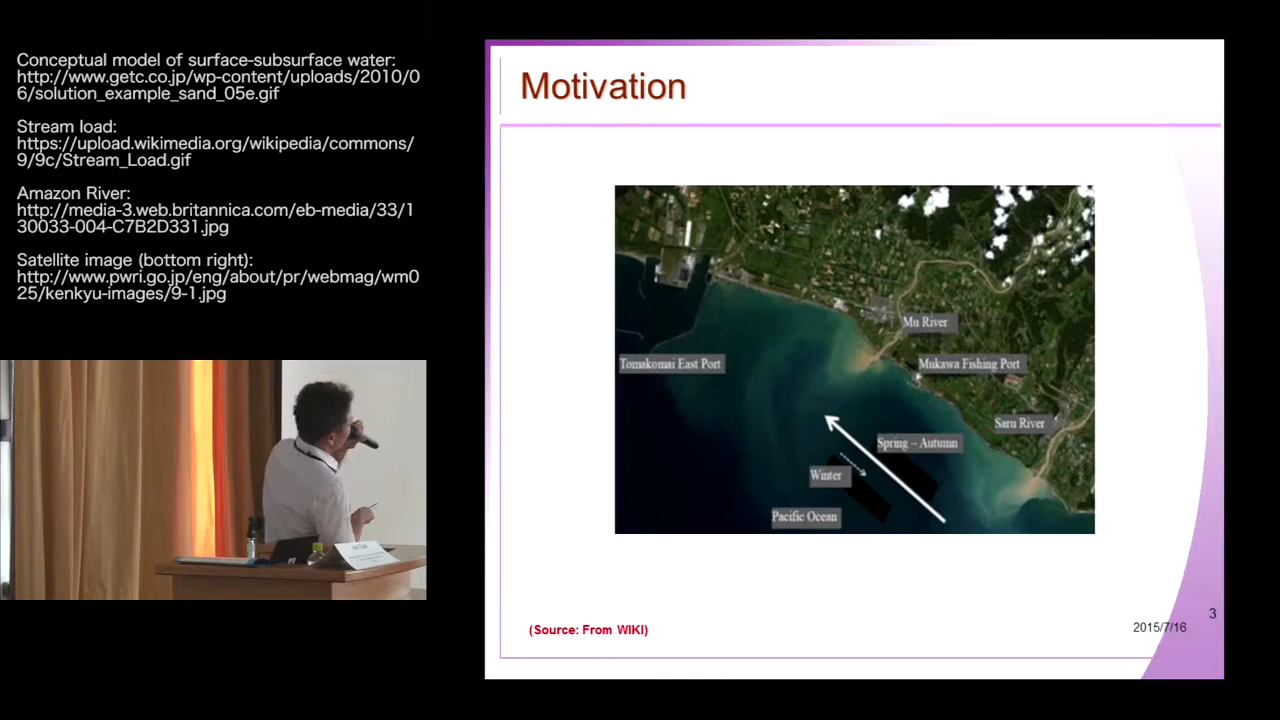 Conceptual model of surface-subsurface water:
http://www.getc.co.jp/wp-content/uploads/2010/0
6/solution_example_sand_05e.gif
Stream load:
https://upload.wikimedia.org/wikipedia/commons/
9/9c/Stream_Load.gif
Amazon River:
http://media-3.web.britannica.com/eb-media/33/1
30033-004-C7B2D331.jpg
Satellite image (bottom right):
http://www.pwri.go.jp/eng/about/pr/webmag/wm0
25/kenkyu-images/9-1.jpg
Motivation
Mu River
Tomakomai East Port
Mukawa Fishing Port
Saru River
Spring – Autumn
Winter
Pacific Ocean
(Source: From WIKI)
3
2015/7/16